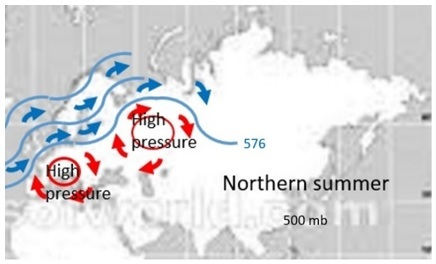 High
pressure
576
High
pressure
Northern summer
500 mb